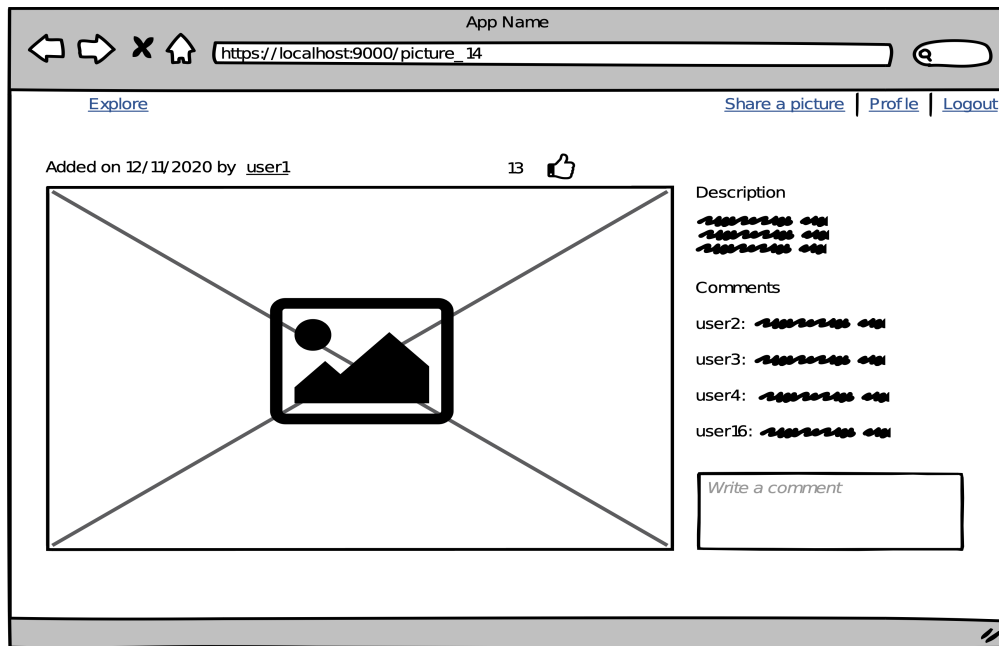 App Name
https://localhost:9000/picture_14
Explore
Share a picture
Profile
Logout
Added on 12/11/2020 by user1
13
Description
Comments
user2:
user3:
user4:
user16:
Write a comment